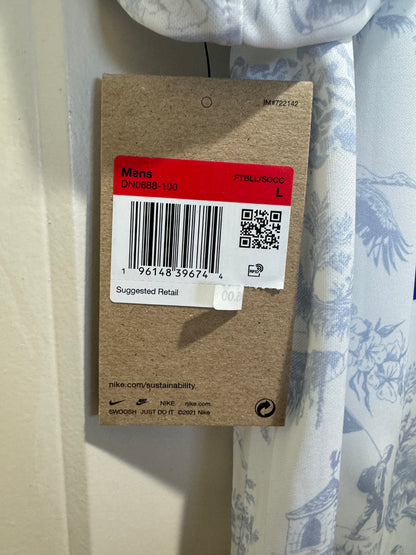 IM#722142
Mens FTBLL/SOCC
DN0688-100 L
1 96148 39674 4
RFID
Suggested Retail
nike.com/sustainability.
NIKE nike.com
SWOOSH JUST DO IT ©2021 Nike